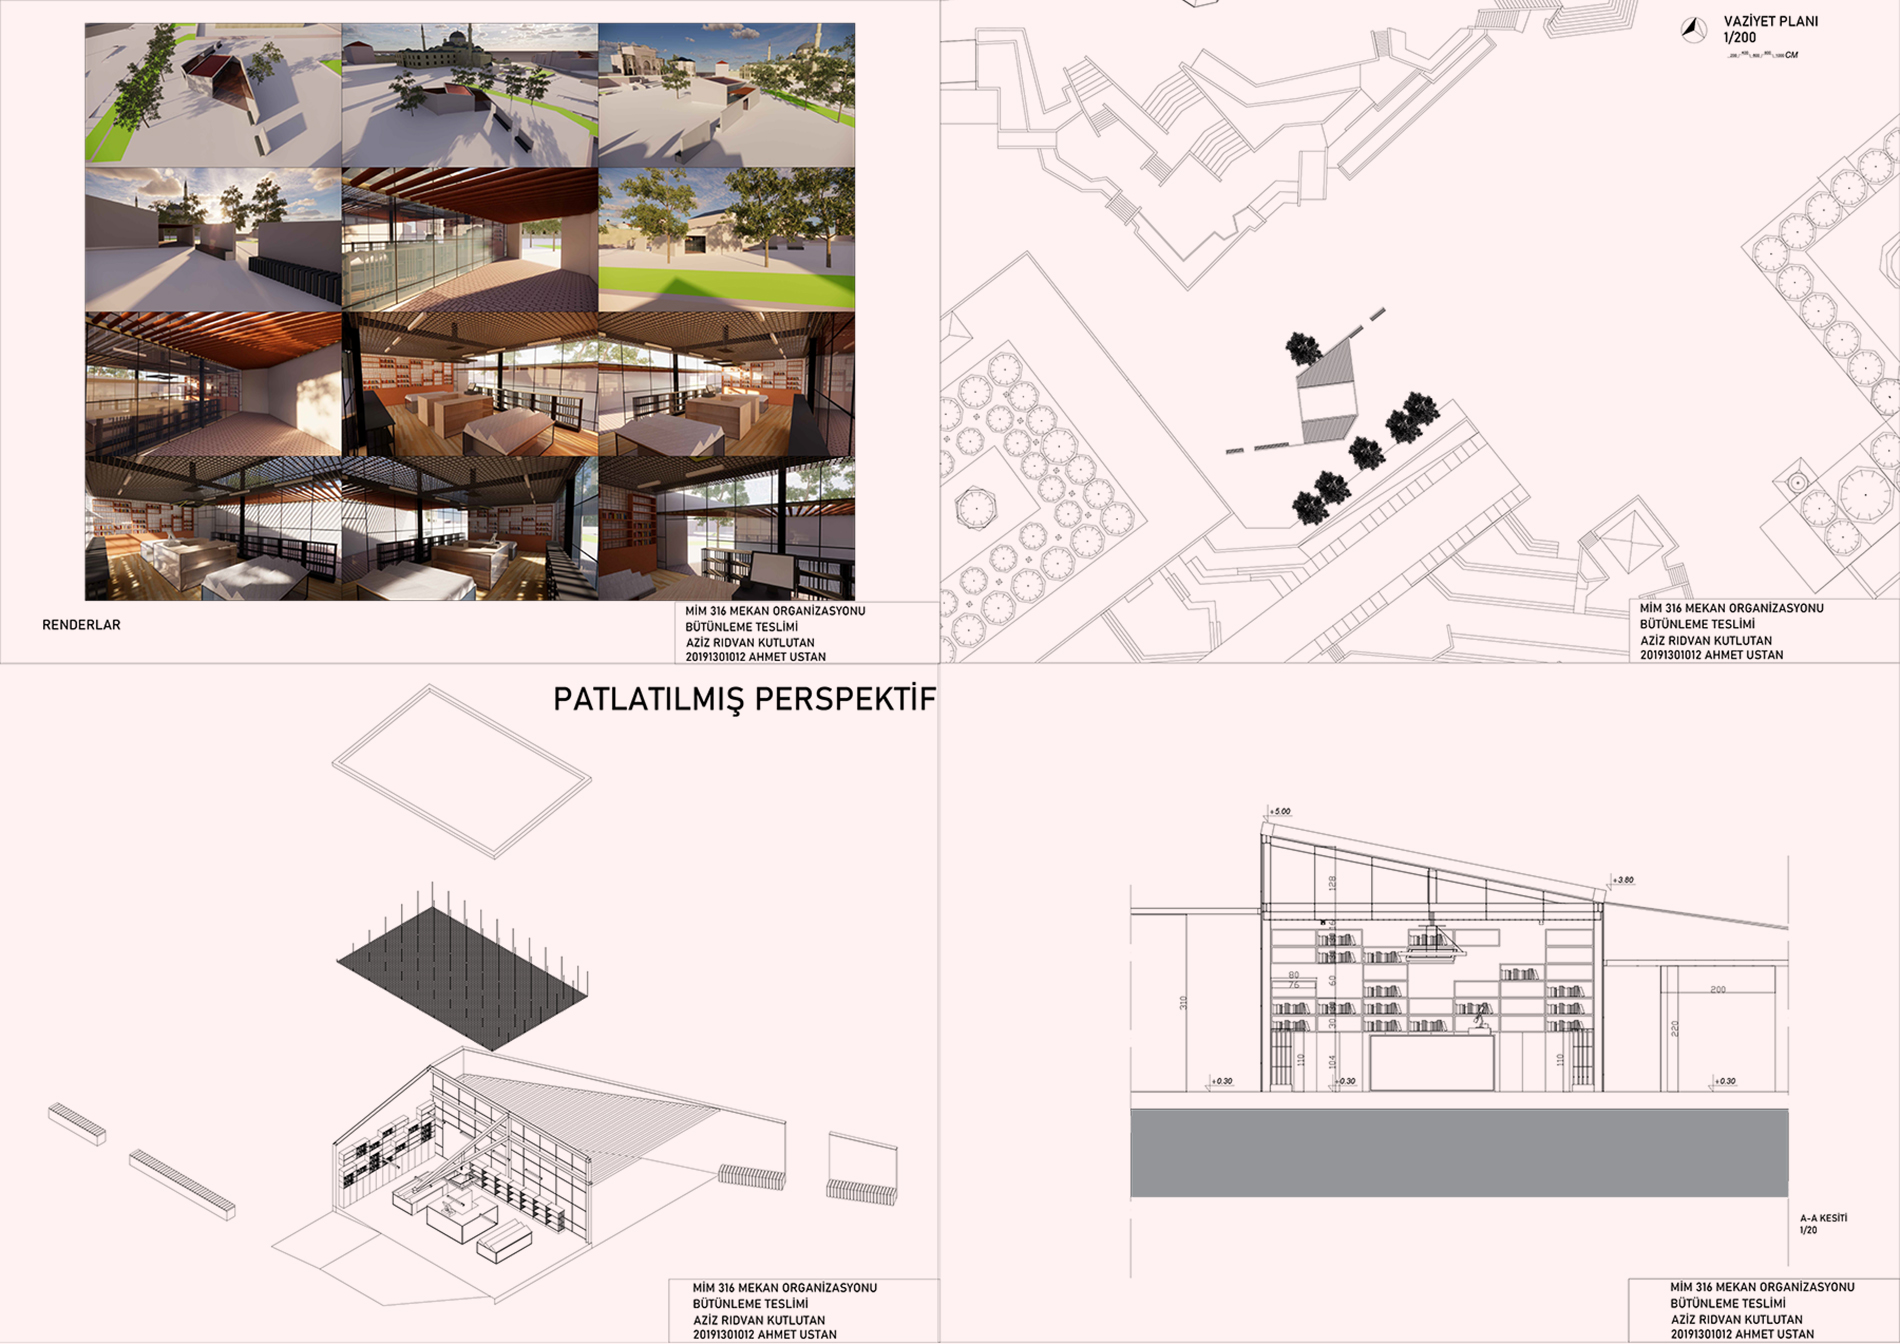 RENDERLAR
MİM 316 MEKAN ORGANİZASYONU
BÜTÜNLEME TESLİMİ
AZİZ RIDVAN KUTLUTAN
20191301012 AHMET USTAN
VAZİYET PLANI
1/200
CM
MİM 316 MEKAN ORGANİZASYONU
BÜTÜNLEME TESLİMİ
AZİZ RIDVAN KUTLUTAN
20191301012 AHMET USTAN
PATLATILMIŞ PERSPEKTİF
MİM 316 MEKAN ORGANİZASYONU
BÜTÜNLEME TESLİMİ
AZİZ RIDVAN KUTLUTAN
20191301012 AHMET USTAN
+5.00
+3.80
128
80
76
60
200
310
30
220
110
104
110
+0.30
+0.30
+0.30
A-A KESİTİ
1/20
MİM 316 MEKAN ORGANİZASYONU
BÜTÜNLEME TESLİMİ
AZİZ RIDVAN KUTLUTAN
20191301012 AHMET USTAN